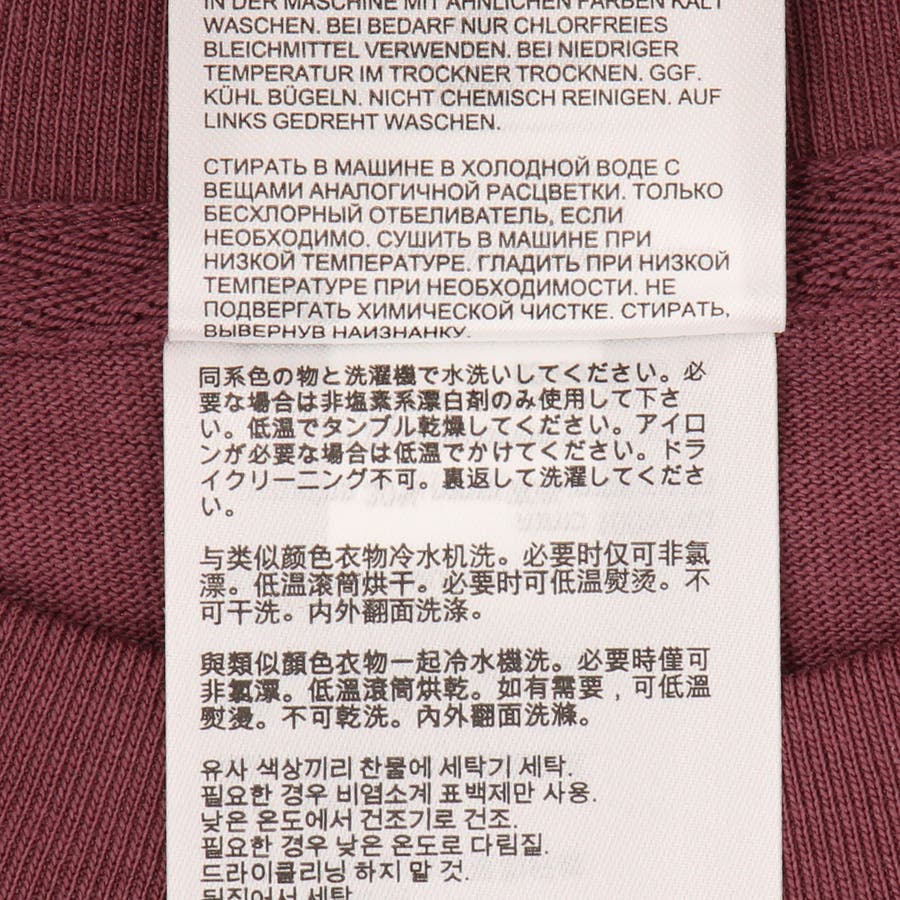 IN DER MASCHINE MIT ÄHNLICHEN FARBEN KALT
WASCHEN. BEI BEDARF NUR CHLORFREIES
BLEICHMITTEL VERWENDEN. BEI NIEDRIGER
TEMPERATUR IM TROCKNER TROCKNEN. GGF.
KÜHL BÜGELN. NICHT CHEMISCH REINIGEN. AUF
LINKS GEDREHT WASCHEN.
СТИРАТЬ В МАШИНЕ В ХОЛОДНОЙ ВОДЕ С
ВЕЩАМИ АНАЛОГИЧНОЙ РАСЦВЕТКИ. ТОЛЬКО
БЕСХЛОРНЫЙ ОТБЕЛИВАТЕЛЬ, ЕСЛИ
НЕОБХОДИМО. СУШИТЬ В МАШИНЕ ПРИ
НИЗКОЙ ТЕМПЕРАТУРЕ. ГЛАДИТЬ ПРИ НИЗКОЙ
ТЕМПЕРАТУРЕ ПРИ НЕОБХОДИМОСТИ. НЕ
ПОДВЕРГАТЬ ХИМИЧЕСКОЙ ЧИСТКЕ. СТИРАТЬ,
ВЫВЕРНУВ НАИЗНАНКУ.
同系色の物と洗濯機で水洗いしてください。必
要な場合は非塩素系漂白剤のみ使用して下さ
い。低温でタンブル乾燥してください。アイロ
ンが必要な場合は低温でかけてください。ドラ
イクリーニング不可。裏返して洗濯してくださ
い。
与类似颜色衣物冷水机洗。必要时仅可非氯
漂。低温滚筒烘干。必要时可低温熨烫。不
可干洗。内外翻面洗涤。
與類似顏色衣物一起冷水機洗。必要時僅可
非氯漂。低溫滾筒烘乾。如有需要，可低溫
熨燙。不可乾洗。內外翻面洗滌。
유사 색상끼리 찬물에 세탁기 세탁.
필요한 경우 비염소계 표백제만 사용.
낮은 온도에서 건조기로 건조.
필요한 경우 낮은 온도로 다림질.
드라이클리닝 하지 말 것.
뒤집어서 세탁